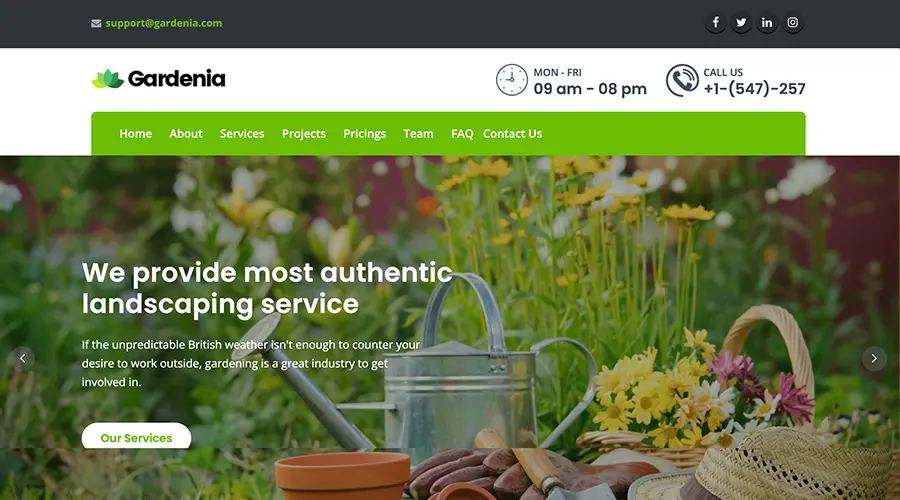 support@gardenia.com
Gardenia
MON - FRI
09 am - 08 pm
CALL US
+1-(547)-257
Home About Services Projects Pricings Team FAQ Contact Us
We provide most authentic
landscaping service
If the unpredictable British weather isn't enough to counter your
desire to work outside, gardening is a great industry to get
involved in.
Our Services